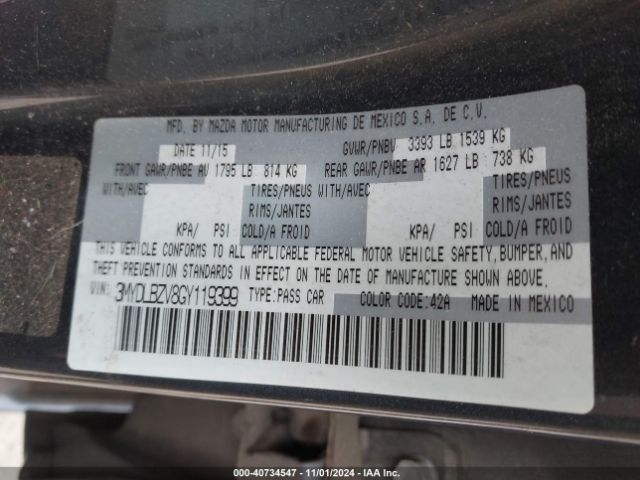 MFD. BY MAZDA MOTOR MANUFACTURING DE MEXICO S.A. DE C.V.
DATE 11/15 GVWR/PNBV 3393 LB 1539 KG
FRONT GAWR/PNBE AV 1795 LB 814 KG REAR GAWR/PNBE AR 1627 LB 738 KG
WITH/AVEC TIRES/PNEUS WITH/AVEC TIRES/PNEUS
RIMS/JANTES RIMS/JANTES
KPA/ PSI COLD/A FROID KPA/ PSI COLD/A FROID
THIS VEHICLE CONFORMS TO ALL APPLICABLE FEDERAL MOTOR VEHICLE SAFETY, BUMPER, AND
THEFT PREVENTION STANDARDS IN EFFECT ON THE DATE OF MANUFACTURE SHOWN ABOVE.
VIN: 3MYDLBZV8GY119399 TYPE:PASS CAR COLOR CODE:42A MADE IN MEXICO
000-40734547 - 11/01/2024 - IAA Inc.